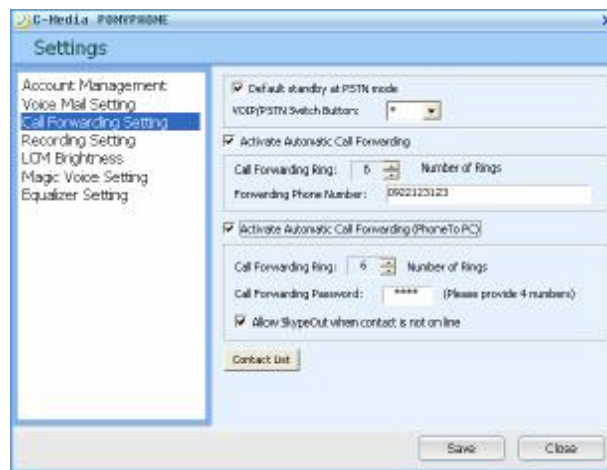 C-Media PONYPHONE
Settings
Account Management
Voice Mail Setting
Call Forwarding Setting
Recording Setting
LCM Brightness
Magic Voice Setting
Equalizer Setting
Default standby at PSTN mode
VOIP/PSTN Switch Button: *
Activate Automatic Call Forwarding
Call Forwarding Ring: 6 Number of Rings
Forwarding Phone Number: 0922123123
Activate Automatic Call Forwarding (Phone To PC)
Call Forwarding Ring: 6 Number of Rings
Call Forwarding Password: **** (Please provide 4 numbers)
Allow SkypeOut when contact is not on line
Contact List
Save Close